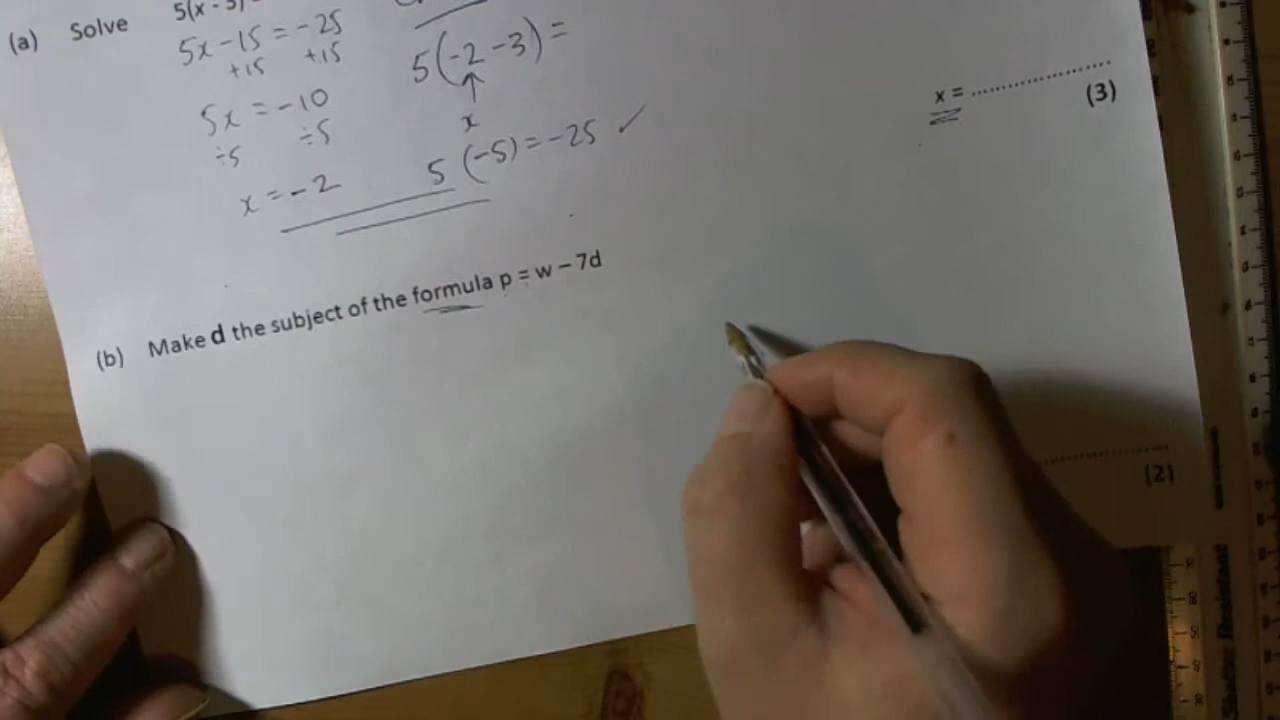 (a) Solve 5(x - 3)
5x - 15 = -25
+15 +15
5x = -10
÷5 ÷5
x = -2
5(-2 - 3) =
↑
x
5 (-5) = -25 ✓
x = ....................
(3)
(b) Make d the subject of the formula p = w – 7d
(2)
Resistant